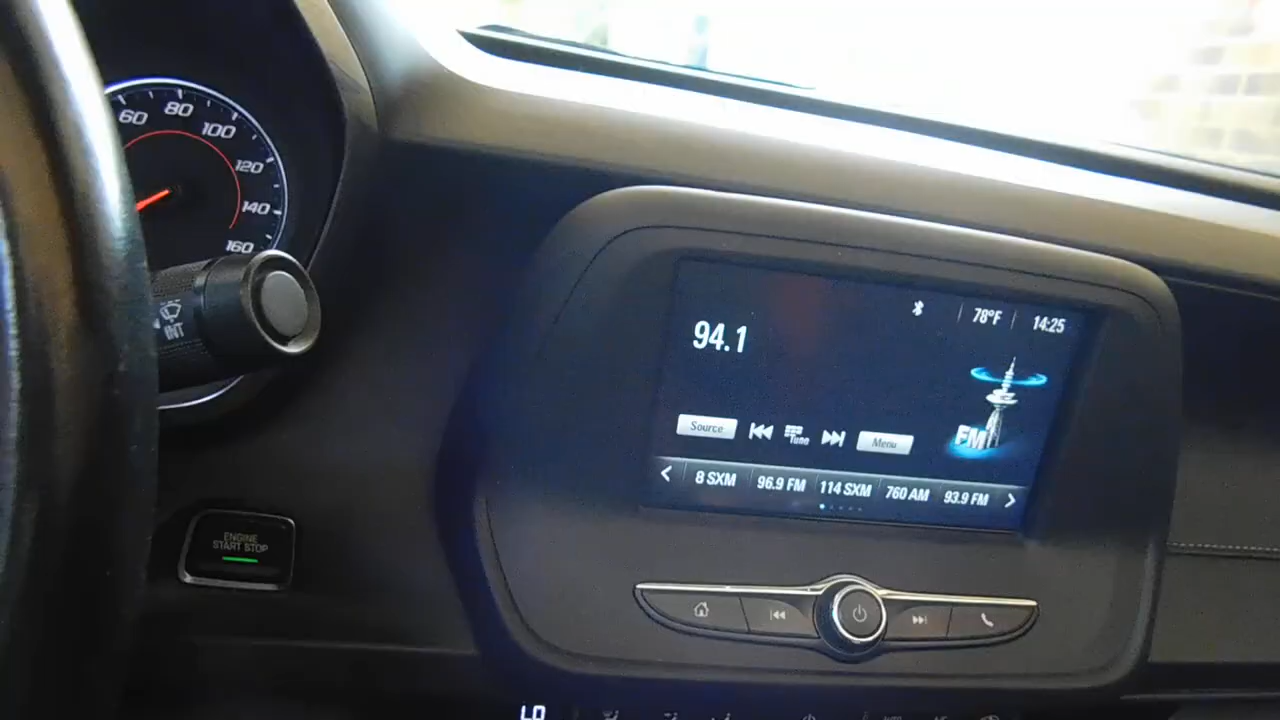 60
80
100
120
140
160
INT
ENGINE
START STOP
78°F
14:25
94.1
FM
Source
Tune
Menu
8 SXM
96.9 FM
114 SXM
760 AM
93.9 FM
LO